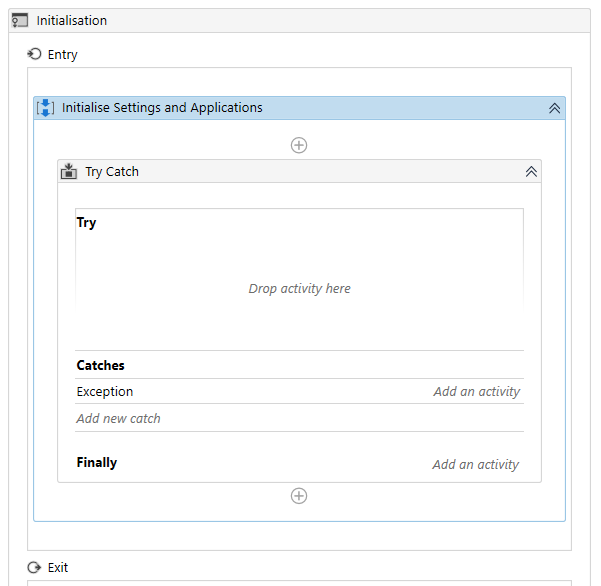 Initialisation
Entry
Initialise Settings and Applications
Try Catch
Try
Drop activity here
Catches
Exception Add an activity
Add new catch
Finally Add an activity
Exit